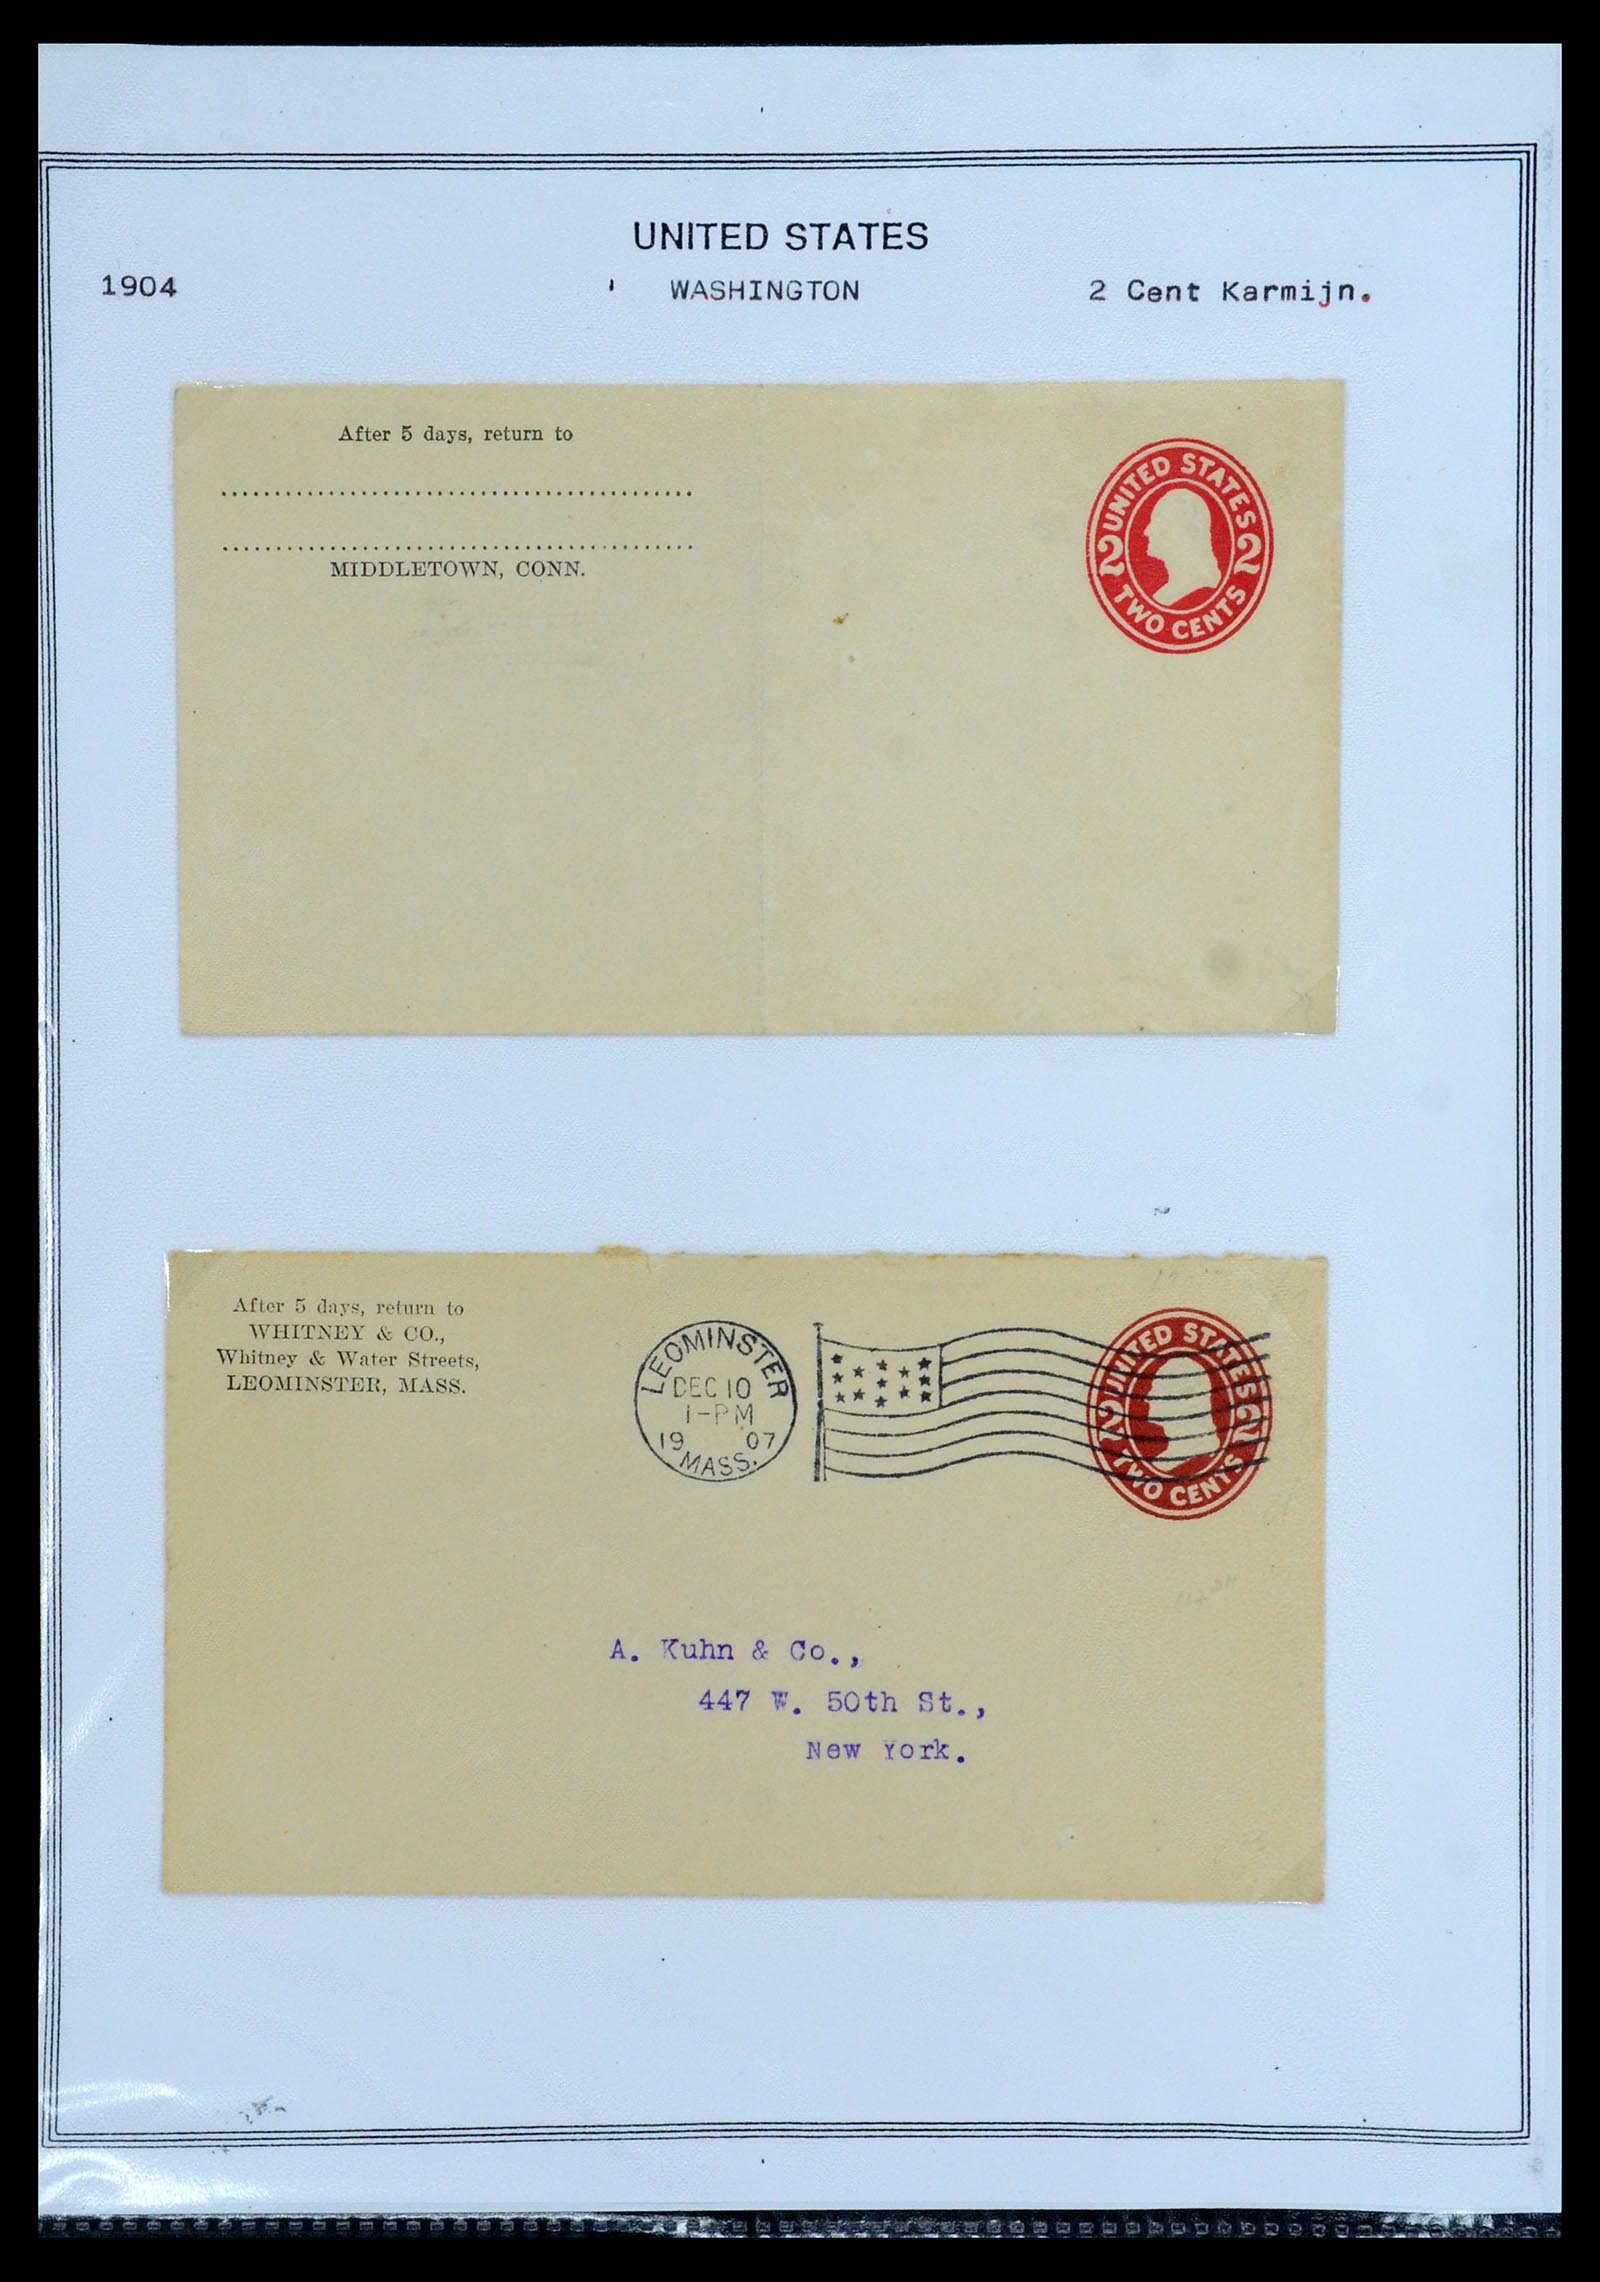 UNITED STATES
1904 WASHINGTON 2 Cent Karmijn.
After 5 days, return to
MIDDLETOWN, CONN.
UNITED STATES
2 2
TWO CENTS
After 5 days, return to
WHITNEY & CO.,
Whitney & Water Streets,
LEOMINSTER, MASS.
LEOMINSTER
DEC 10
1-PM
19 07
MASS.
UNITED STATES
2 2
TWO CENTS
A. Kuhn & Co.,
447 W. 50th St.,
New York.